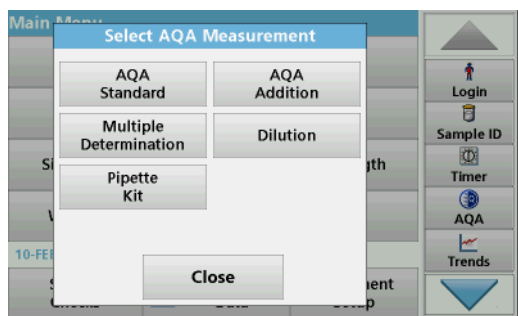 Main Menu
Select AQA Measurement
AQA
Standard
AQA
Addition
Multiple
Determination
Dilution
Pipette
Kit
Close
10-FE
Login
Sample ID
Timer
AQA
Trends